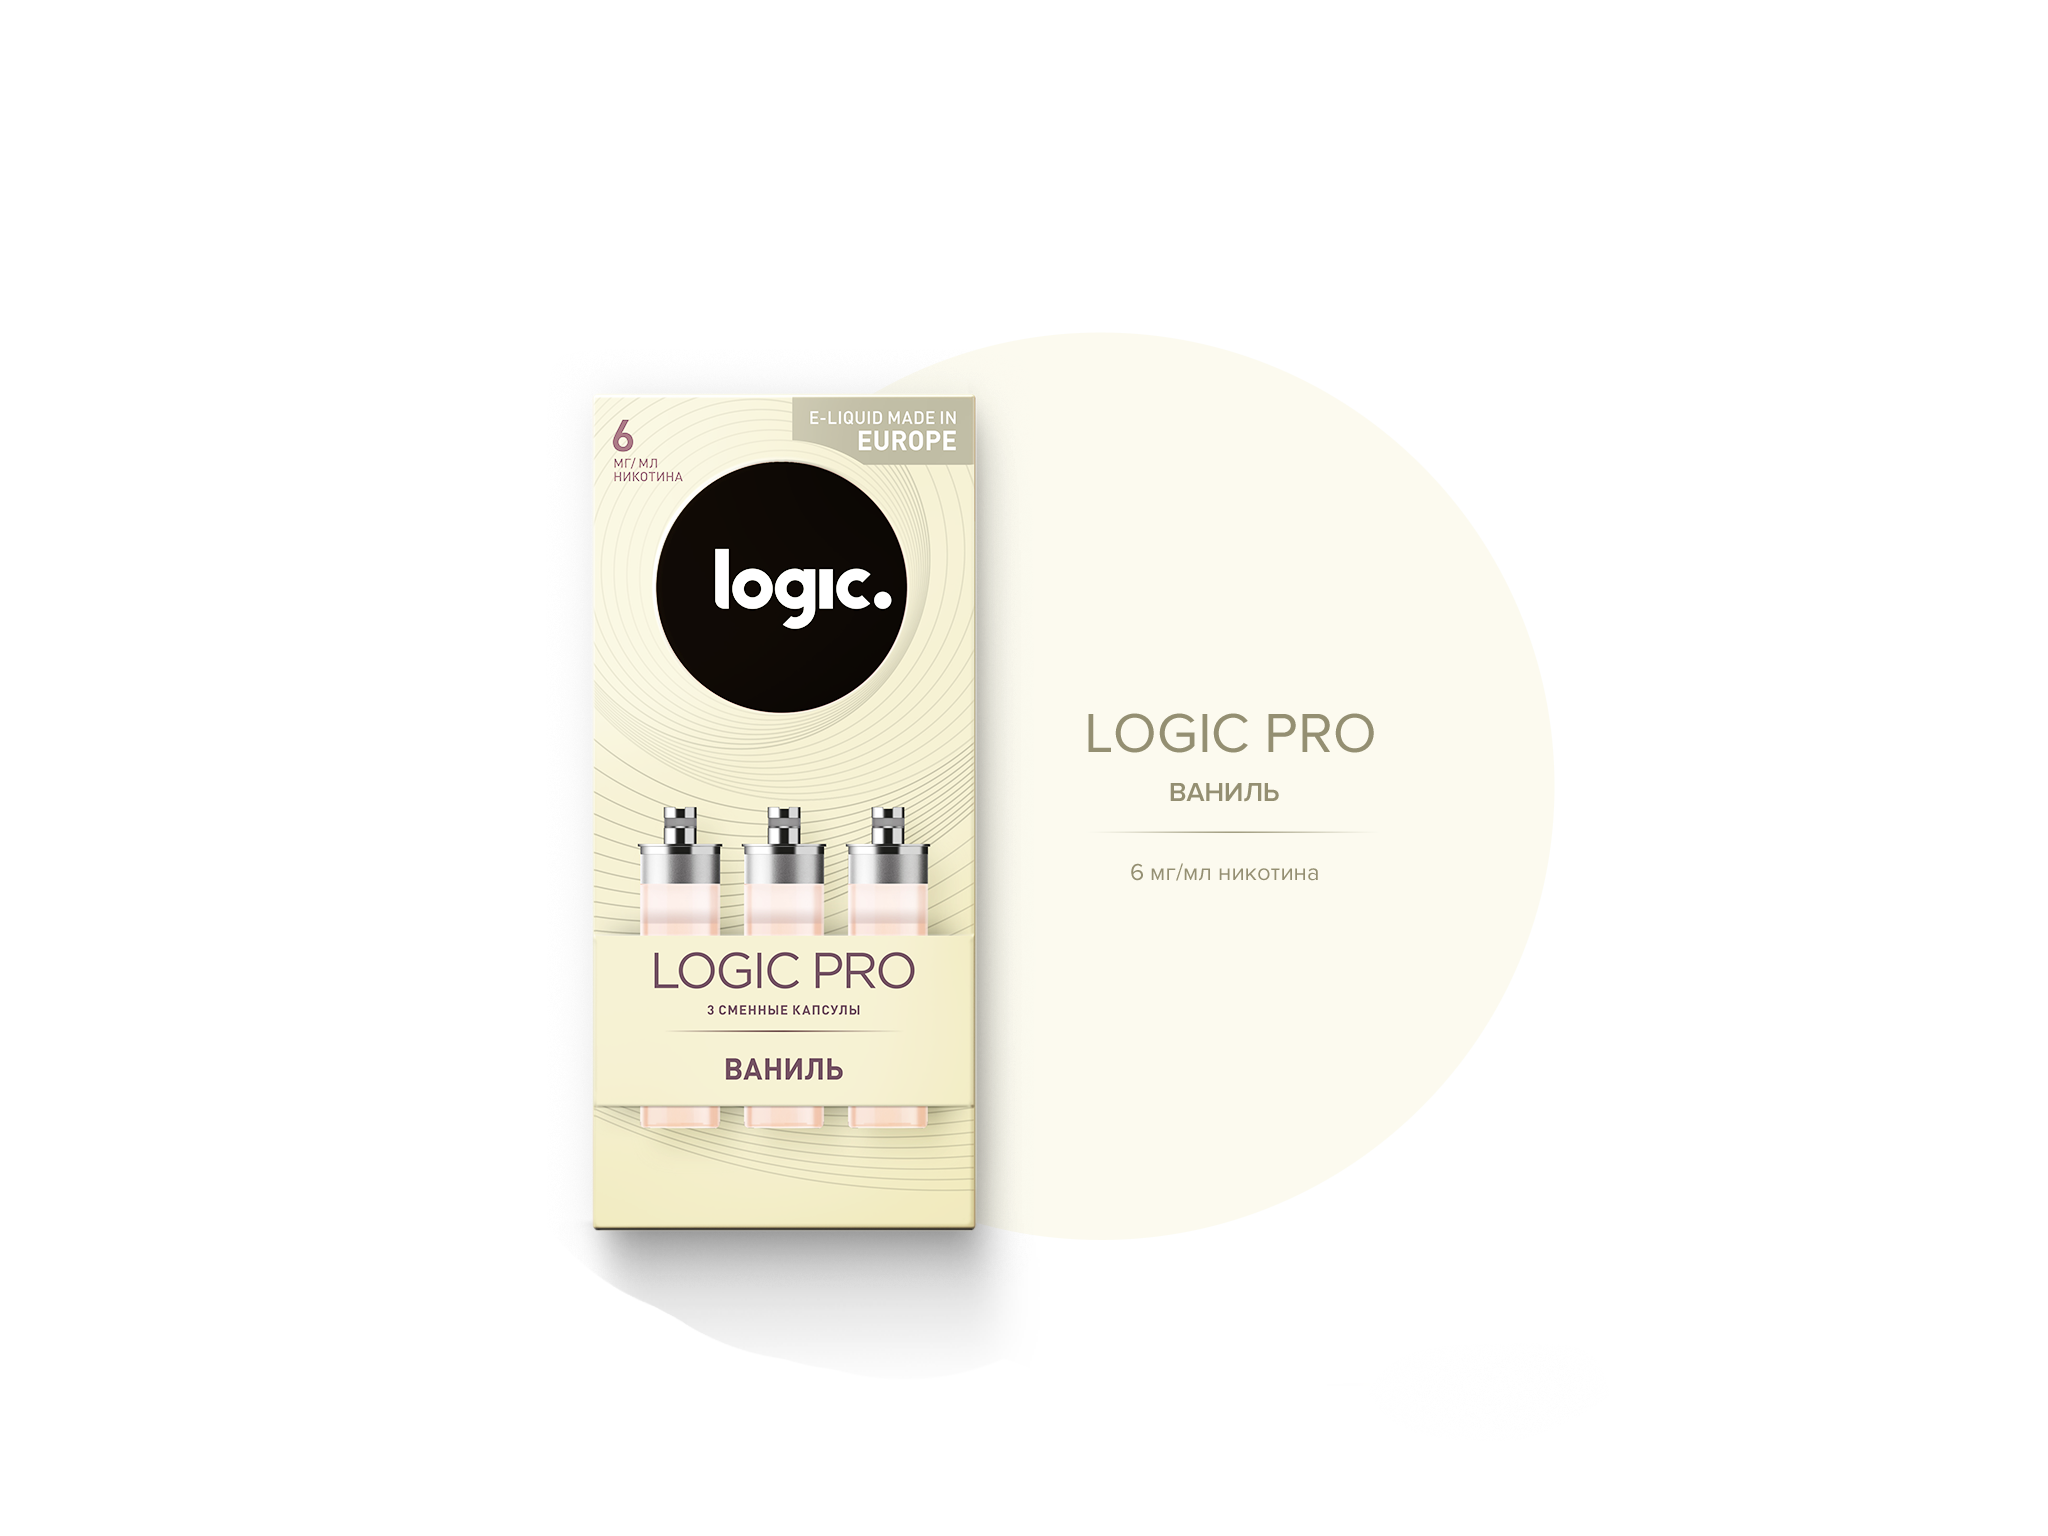 6
МГ/МЛ
НИКОТИНА
E-LIQUID MADE IN
EUROPE
logic.
LOGIC PRO
3 СМЕННЫЕ КАПСУЛЫ
ВАНИЛЬ
LOGIC PRO
ВАНИЛЬ
6 мг/мл никотина